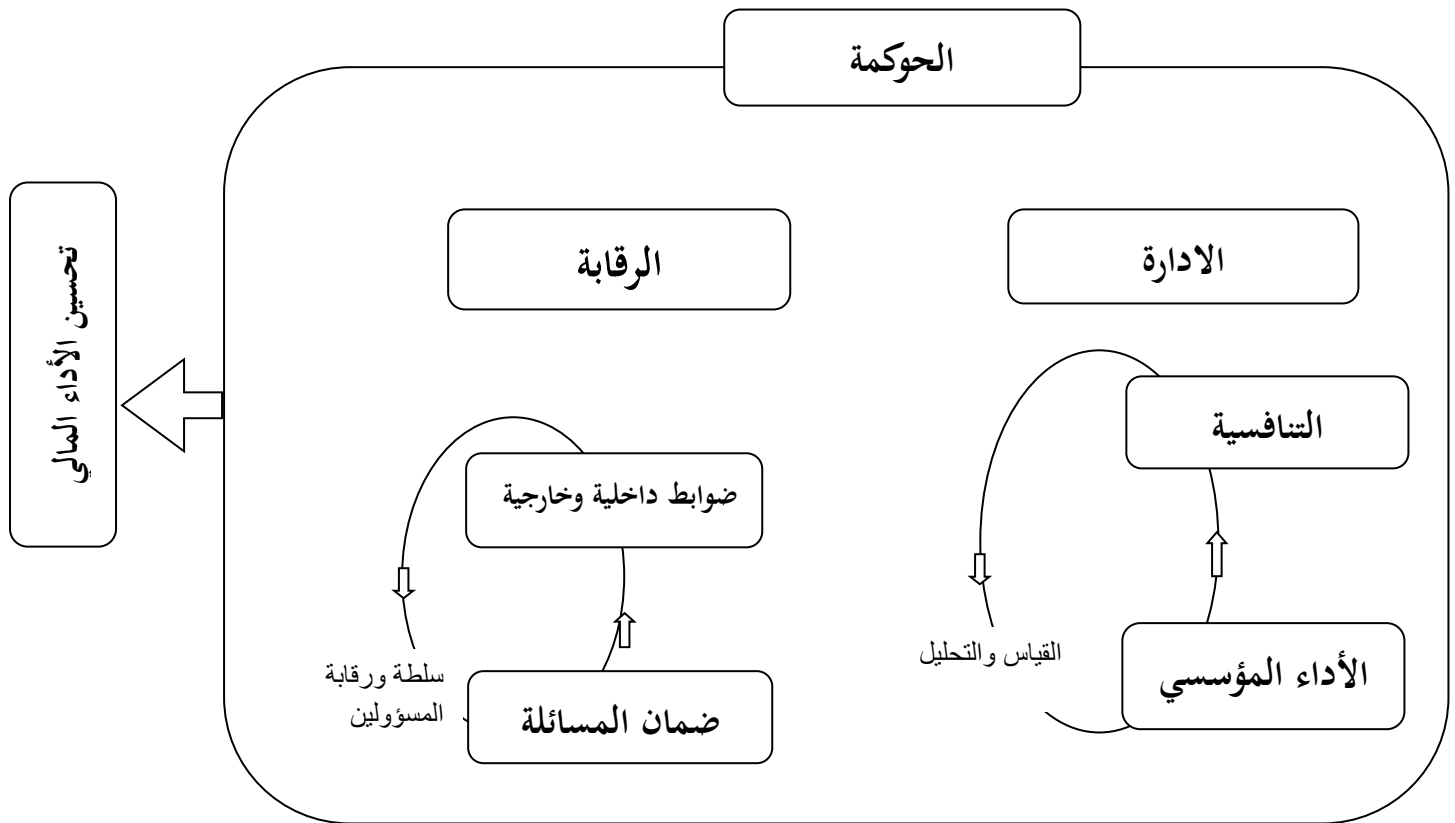 الحوكمة
الادارة
الرقابة
تحسين الأداء المالي
التنافسية
ضوابط داخلية وخارجية
القياس والتحليل
الأداء المؤسسي
سلطة ورقابة
المسؤولين
ضمان المسائلة